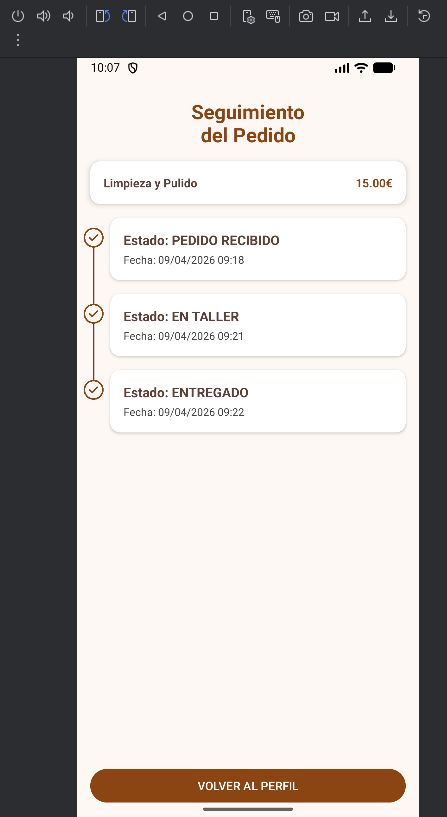 10:07
Seguimiento
del Pedido
Limpieza y Pulido 15.00€
Estado: PEDIDO RECIBIDO
Fecha: 09/04/2026 09:18
Estado: EN TALLER
Fecha: 09/04/2026 09:21
Estado: ENTREGADO
Fecha: 09/04/2026 09:22
VOLVER AL PERFIL